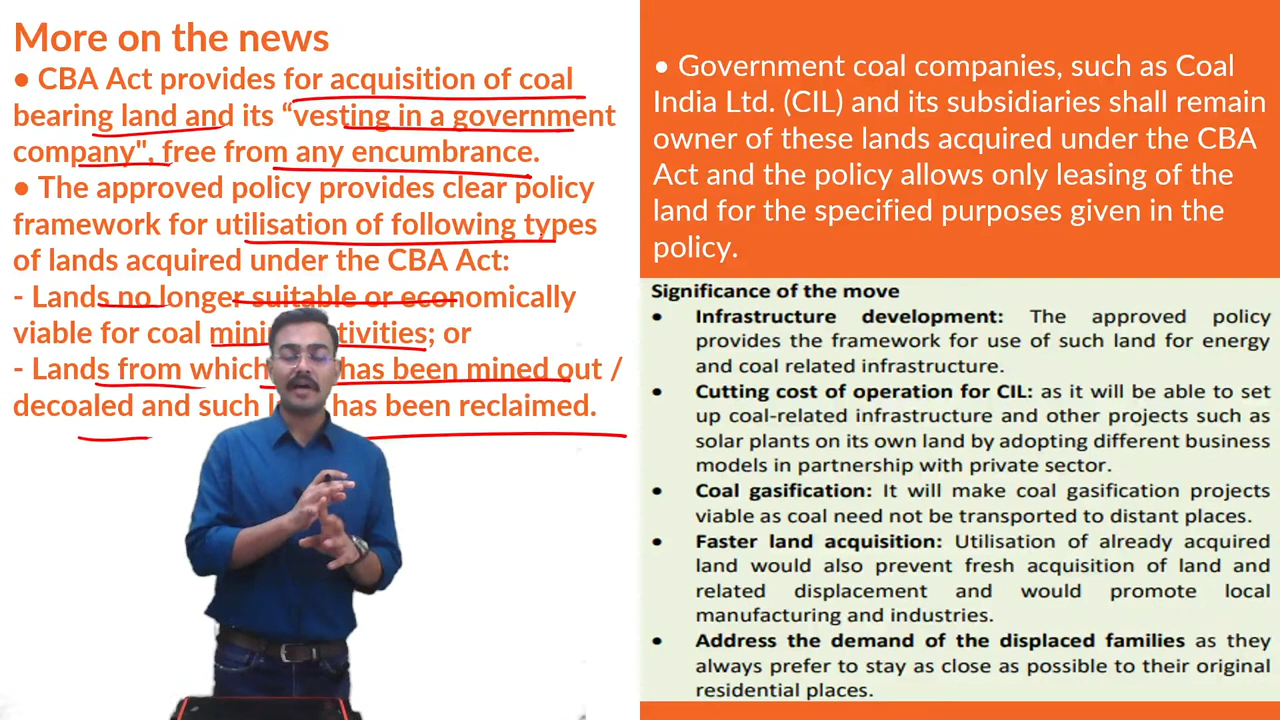 More on the news
● CBA Act provides for acquisition of coal
bearing land and its “vesting in a government
company", free from any encumbrance.
● The approved policy provides clear policy
framework for utilisation of following types
of lands acquired under the CBA Act:
- Lands no longer suitable or economically
viable for coal mining activities; or
- Lands from which has been mined out /
decoaled and such has been reclaimed.
● Government coal companies, such as Coal
India Ltd. (CIL) and its subsidiaries shall remain
owner of these lands acquired under the CBA
Act and the policy allows only leasing of the
land for the specified purposes given in the
policy.
Significance of the move
● Infrastructure development: The approved policy
provides the framework for use of such land for energy
and coal related infrastructure.
● Cutting cost of operation for CIL: as it will be able to set
up coal-related infrastructure and other projects such as
solar plants on its own land by adopting different business
models in partnership with private sector.
● Coal gasification: It will make coal gasification projects
viable as coal need not be transported to distant places.
● Faster land acquisition: Utilisation of already acquired
land would also prevent fresh acquisition of land and
related displacement and would promote local
manufacturing and industries.
● Address the demand of the displaced families as they
always prefer to stay as close as possible to their original
residential places.